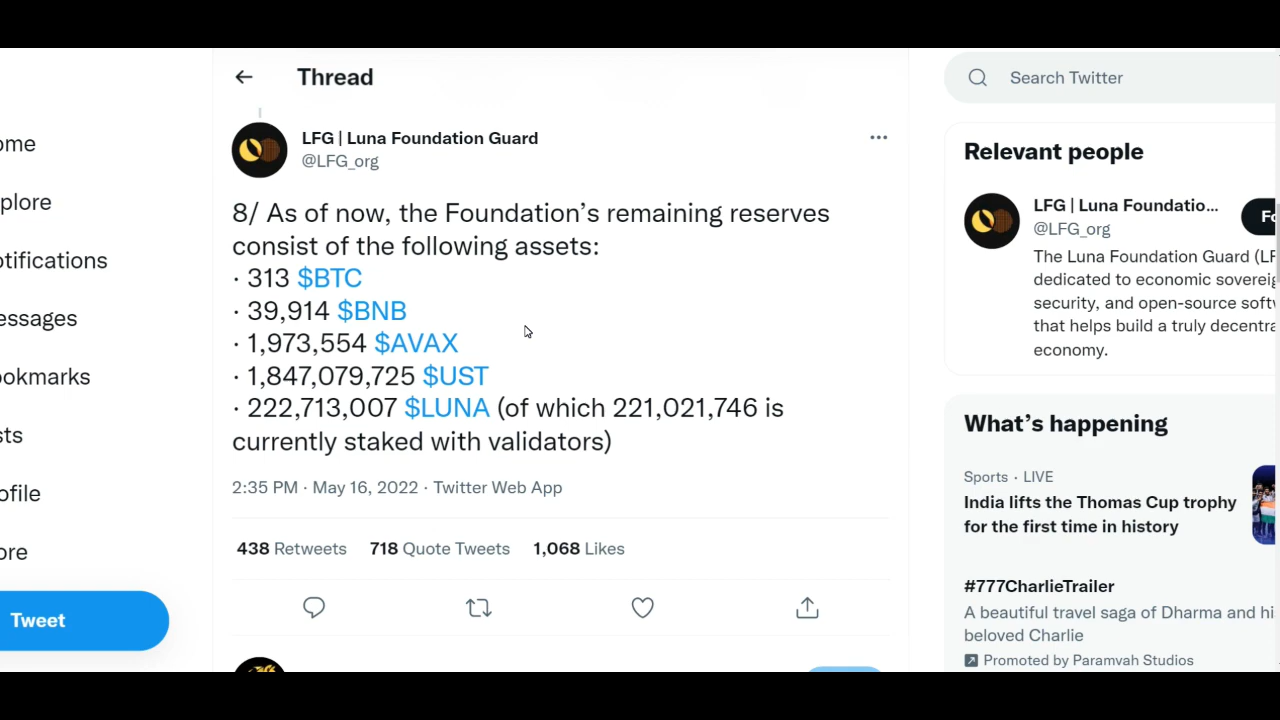 Thread
Search Twitter
LFG | Luna Foundation Guard
@LFG_org
8/ As of now, the Foundation’s remaining reserves
consist of the following assets:
· 313 $BTC
· 39,914 $BNB
· 1,973,554 $AVAX
· 1,847,079,725 $UST
· 222,713,007 $LUNA (of which 221,021,746 is
currently staked with validators)
2:35 PM · May 16, 2022 · Twitter Web App
438 Retweets 718 Quote Tweets 1,068 Likes
ome
plore
otifications
essages
ookmarks
sts
ofile
ore
Tweet
Relevant people
LFG | Luna Foundatio...
@LFG_org
Fo
The Luna Foundation Guard (LF
dedicated to economic sovereig
security, and open-source softw
that helps build a truly decentra
economy.
What’s happening
Sports · LIVE
India lifts the Thomas Cup trophy
for the first time in history
#777CharlieTrailer
A beautiful travel saga of Dharma and hi
beloved Charlie
Promoted by Paramvah Studios